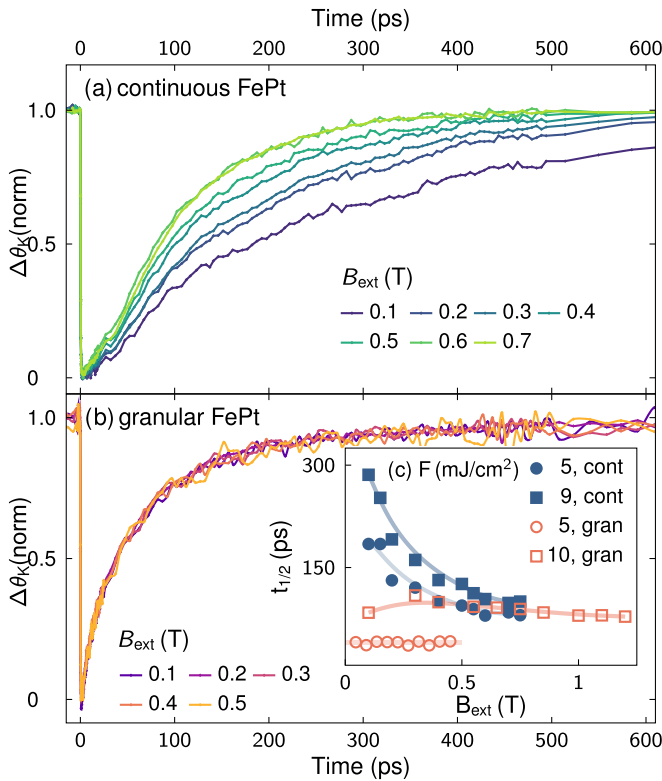 Time (ps)
0 100 200 300 400 500 600
(a) continuous FePt
1.0
0.5
0
Δθ_K(norm)
B_ext (T)
0.1 0.2 0.3 0.4
0.5 0.6 0.7
(b) granular FePt
1.0
0.5
0
Δθ_K(norm)
B_ext (T)
0.1 0.2 0.3
0.4 0.5
(c) F (mJ/cm²)
5, cont
9, cont
5, gran
10, gran
300
150
t_1/2 (ps)
0 0.5 1
B_ext (T)
0 100 200 300 400 500 600
Time (ps)